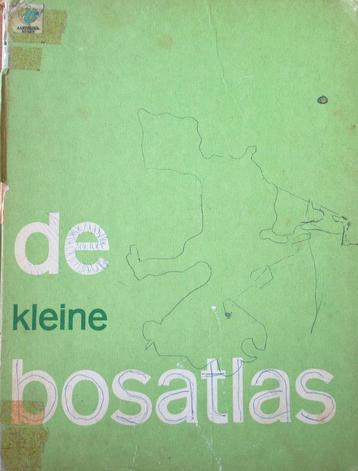 de
kleine
bosatlas